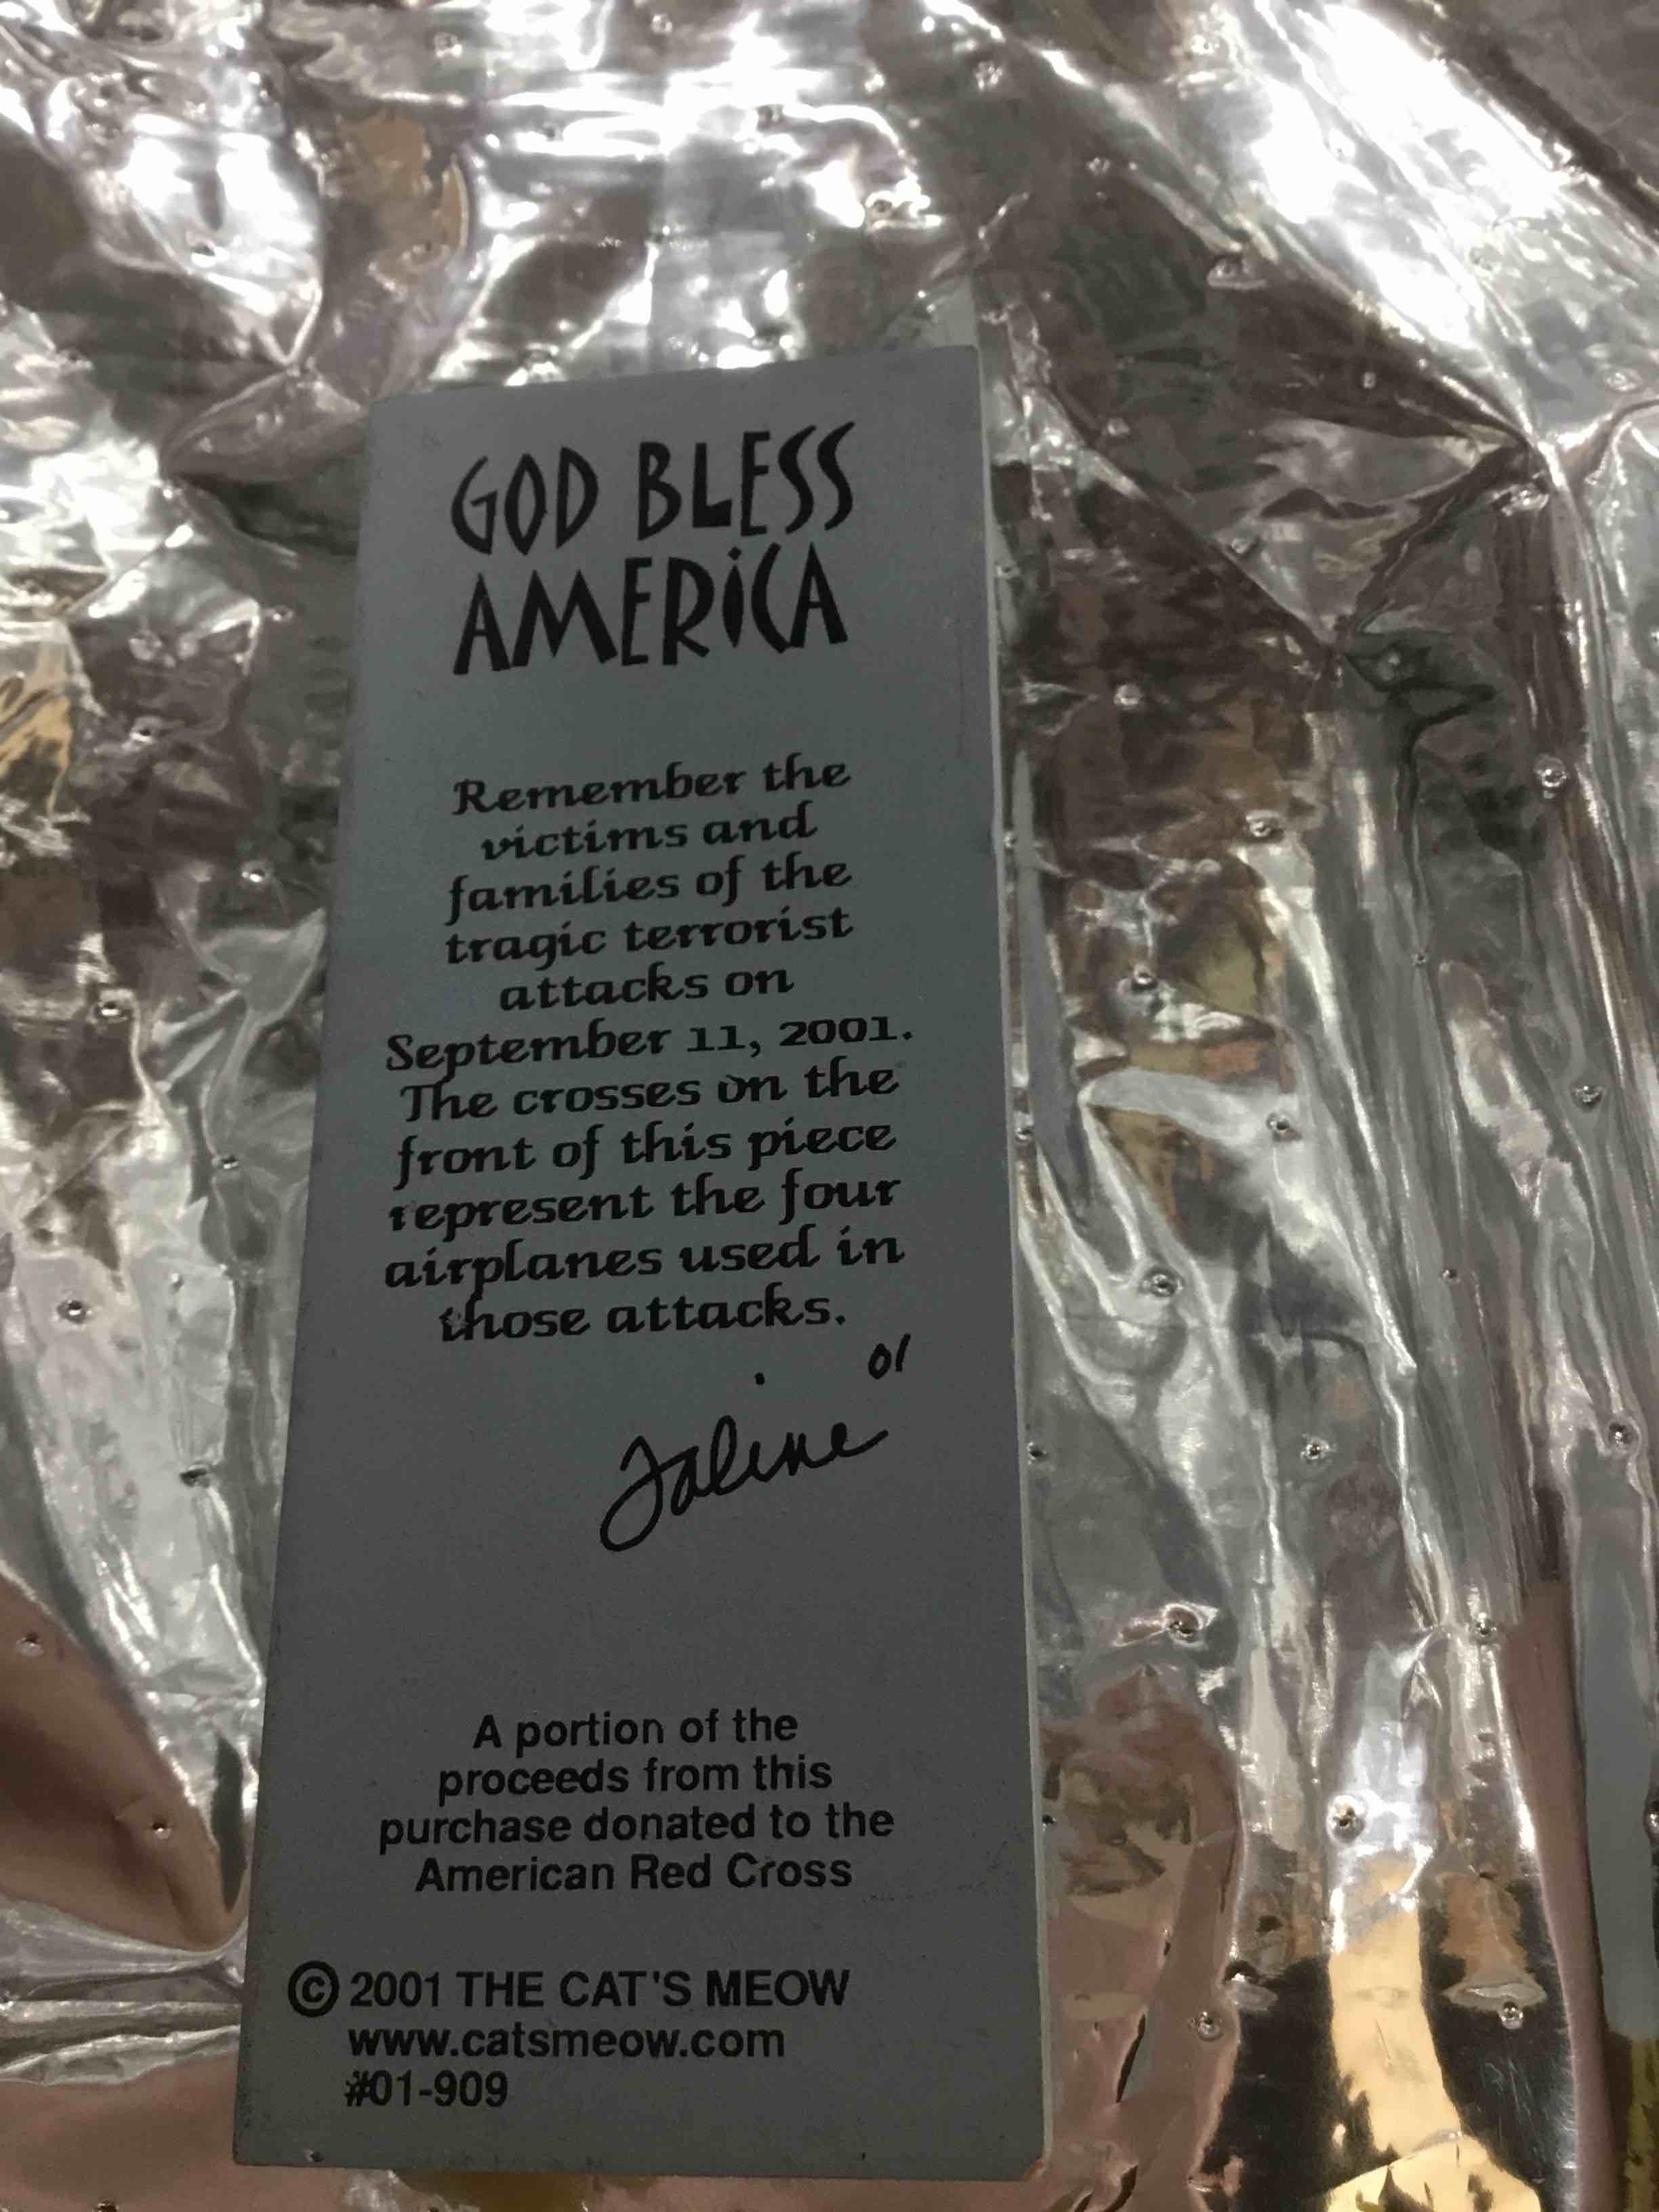 GOD BLESS
AMERiCA
Remember the
victims and
families of the
tragic terrorist
attacks on
September 11, 2001.
The crosses on the
front of this piece
represent the four
airplanes used in
those attacks.
01
Faline
A portion of the
proceeds from this
purchase donated to the
American Red Cross
© 2001 THE CAT'S MEOW
www.catsmeow.com
#01-909